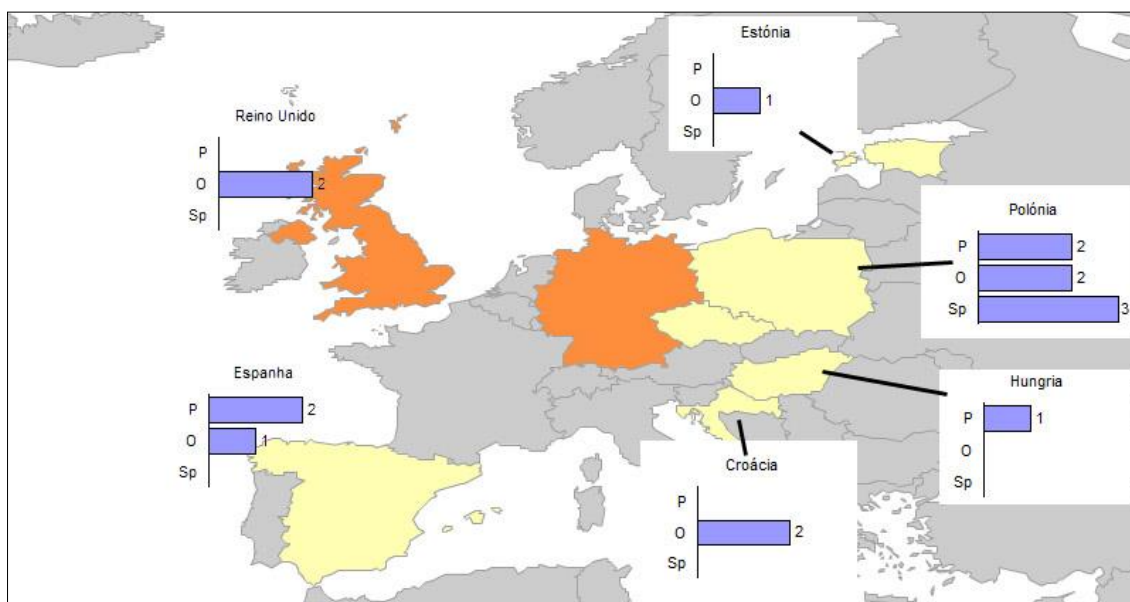 Estónia
P
O 1
Sp
Reino Unido
P
O 2
Sp
Polónia
P 2
O 2
Sp 3
Espanha
P 2
O 1
Sp
Hungria
P 1
O
Sp
Croácia
P
O 2
Sp